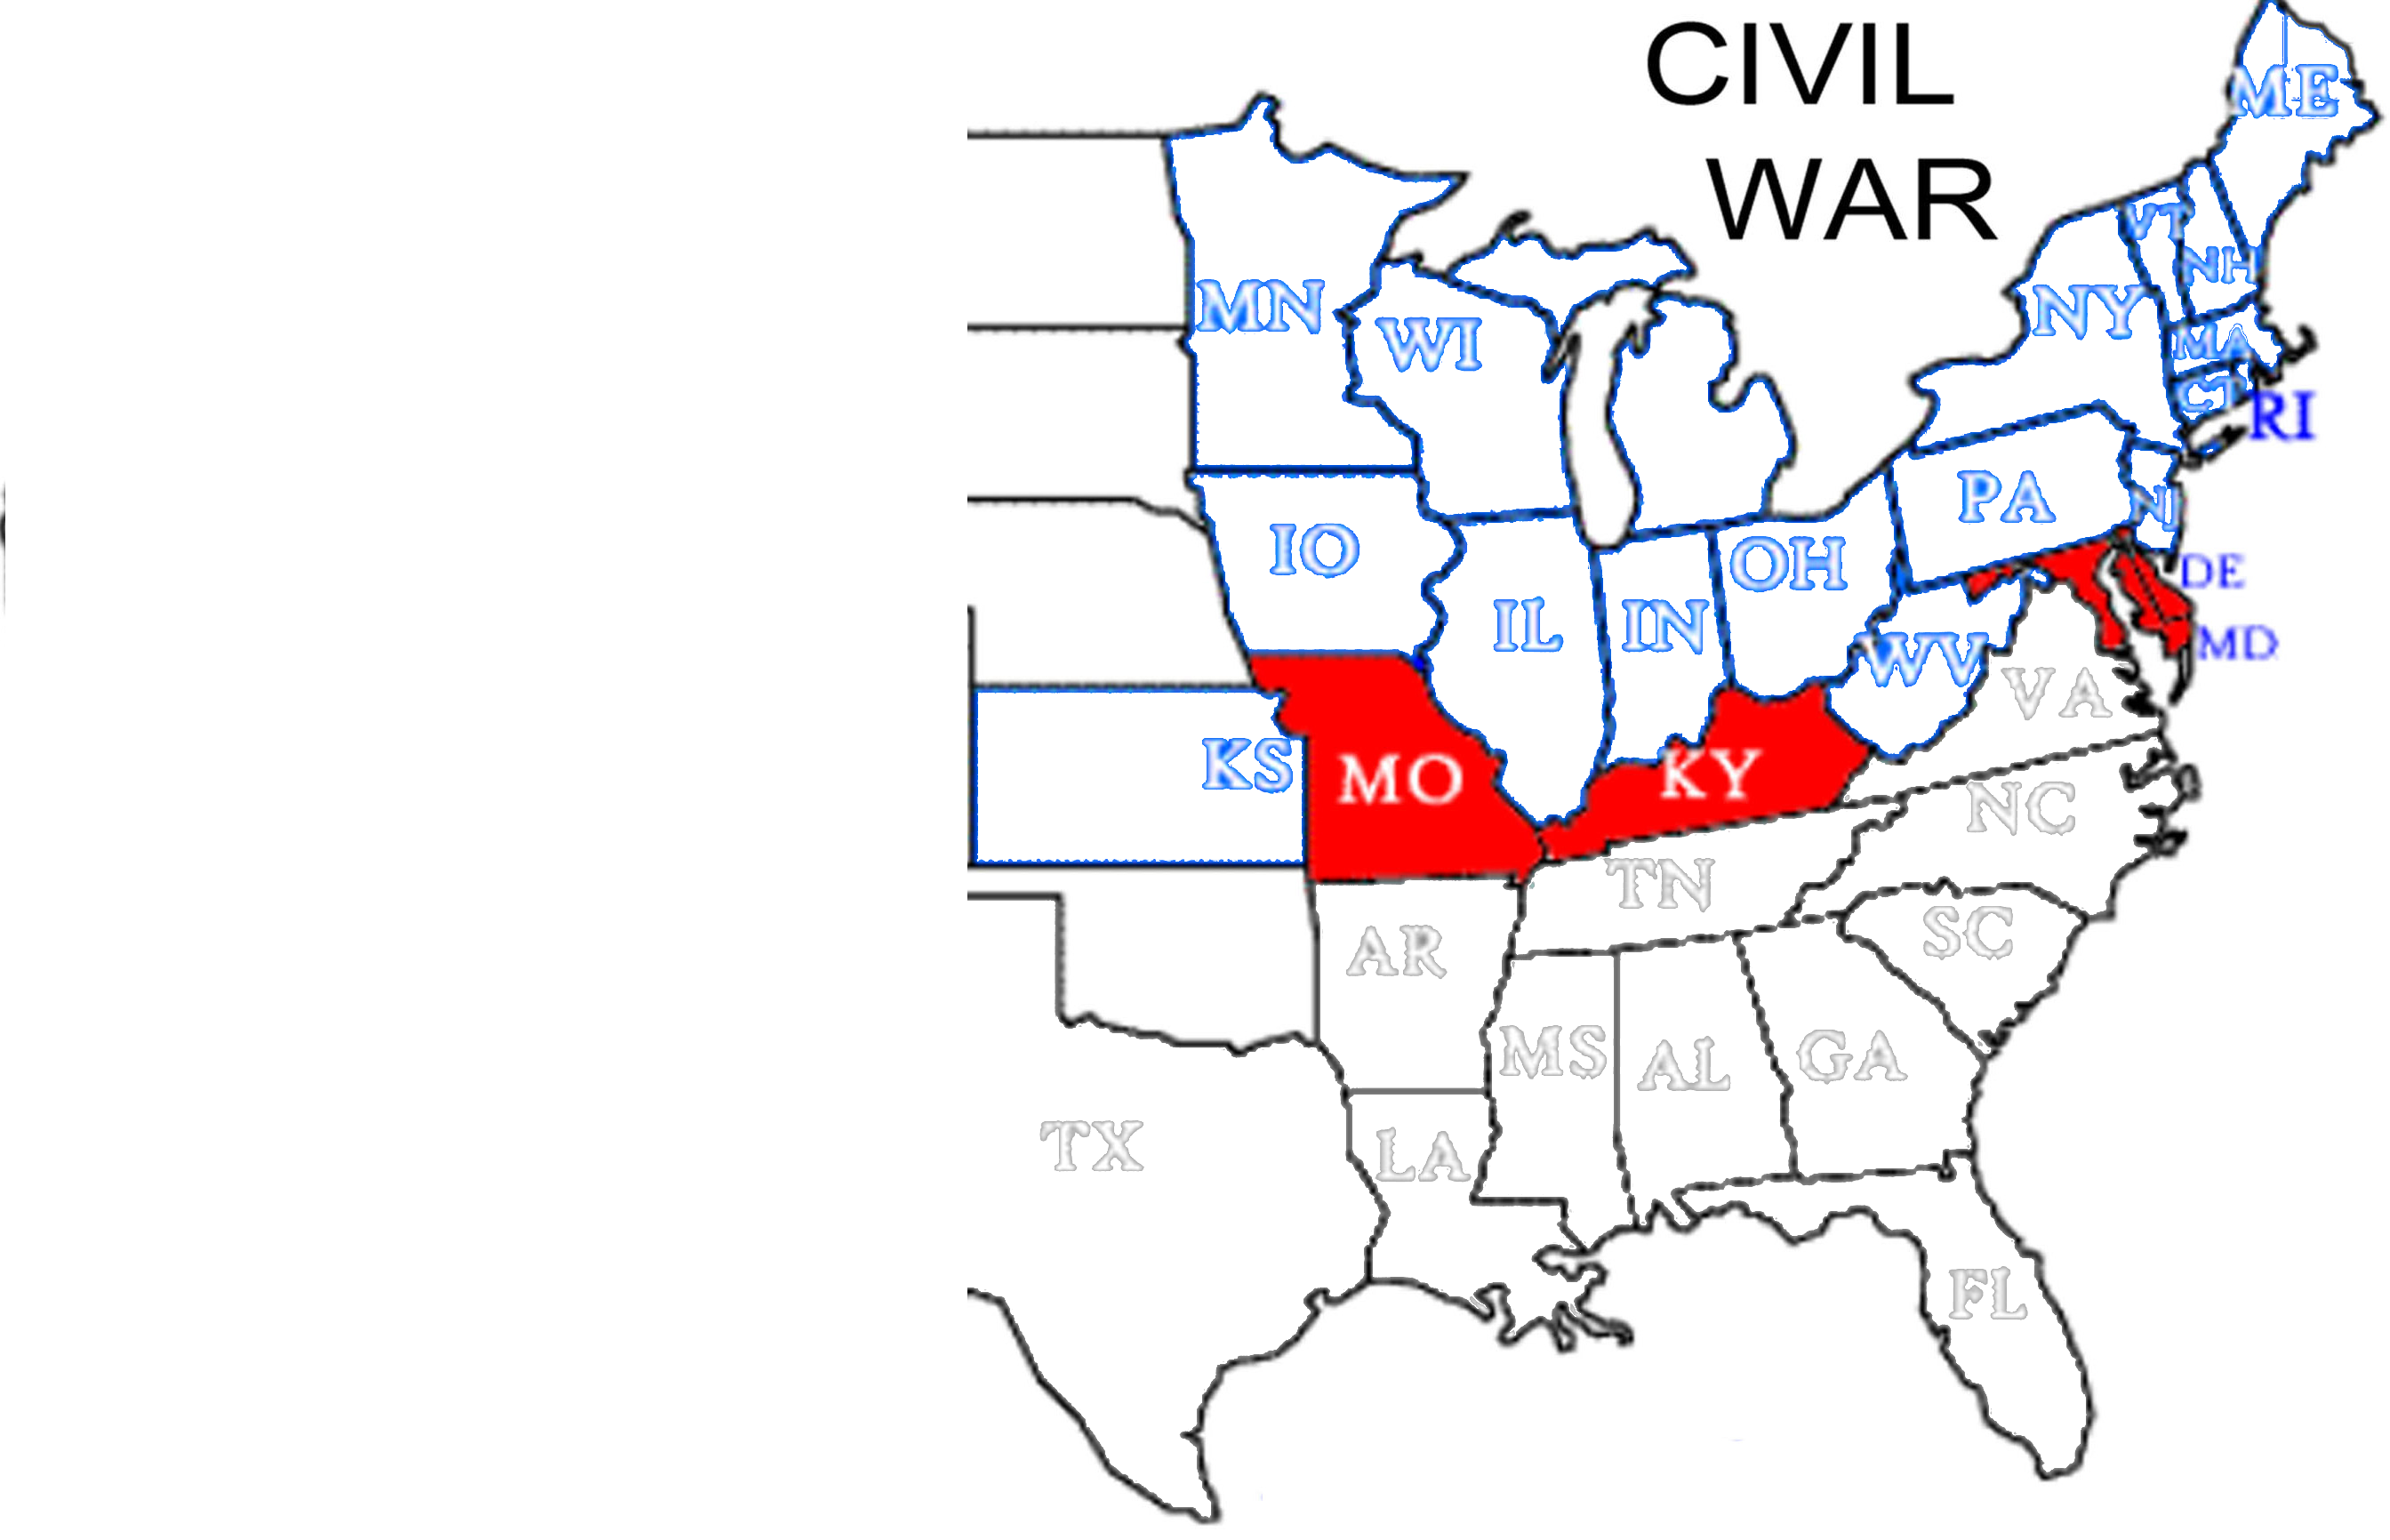 CIVIL
WAR
ME
VT
NH
MN
NY
WI
MA
CT
RI
PA
NJ
IO
OH
DE
IL
IN
MD
WV
VA
KS
MO
KY
NC
TN
SC
AR
MS
AL
GA
TX
LA
FL